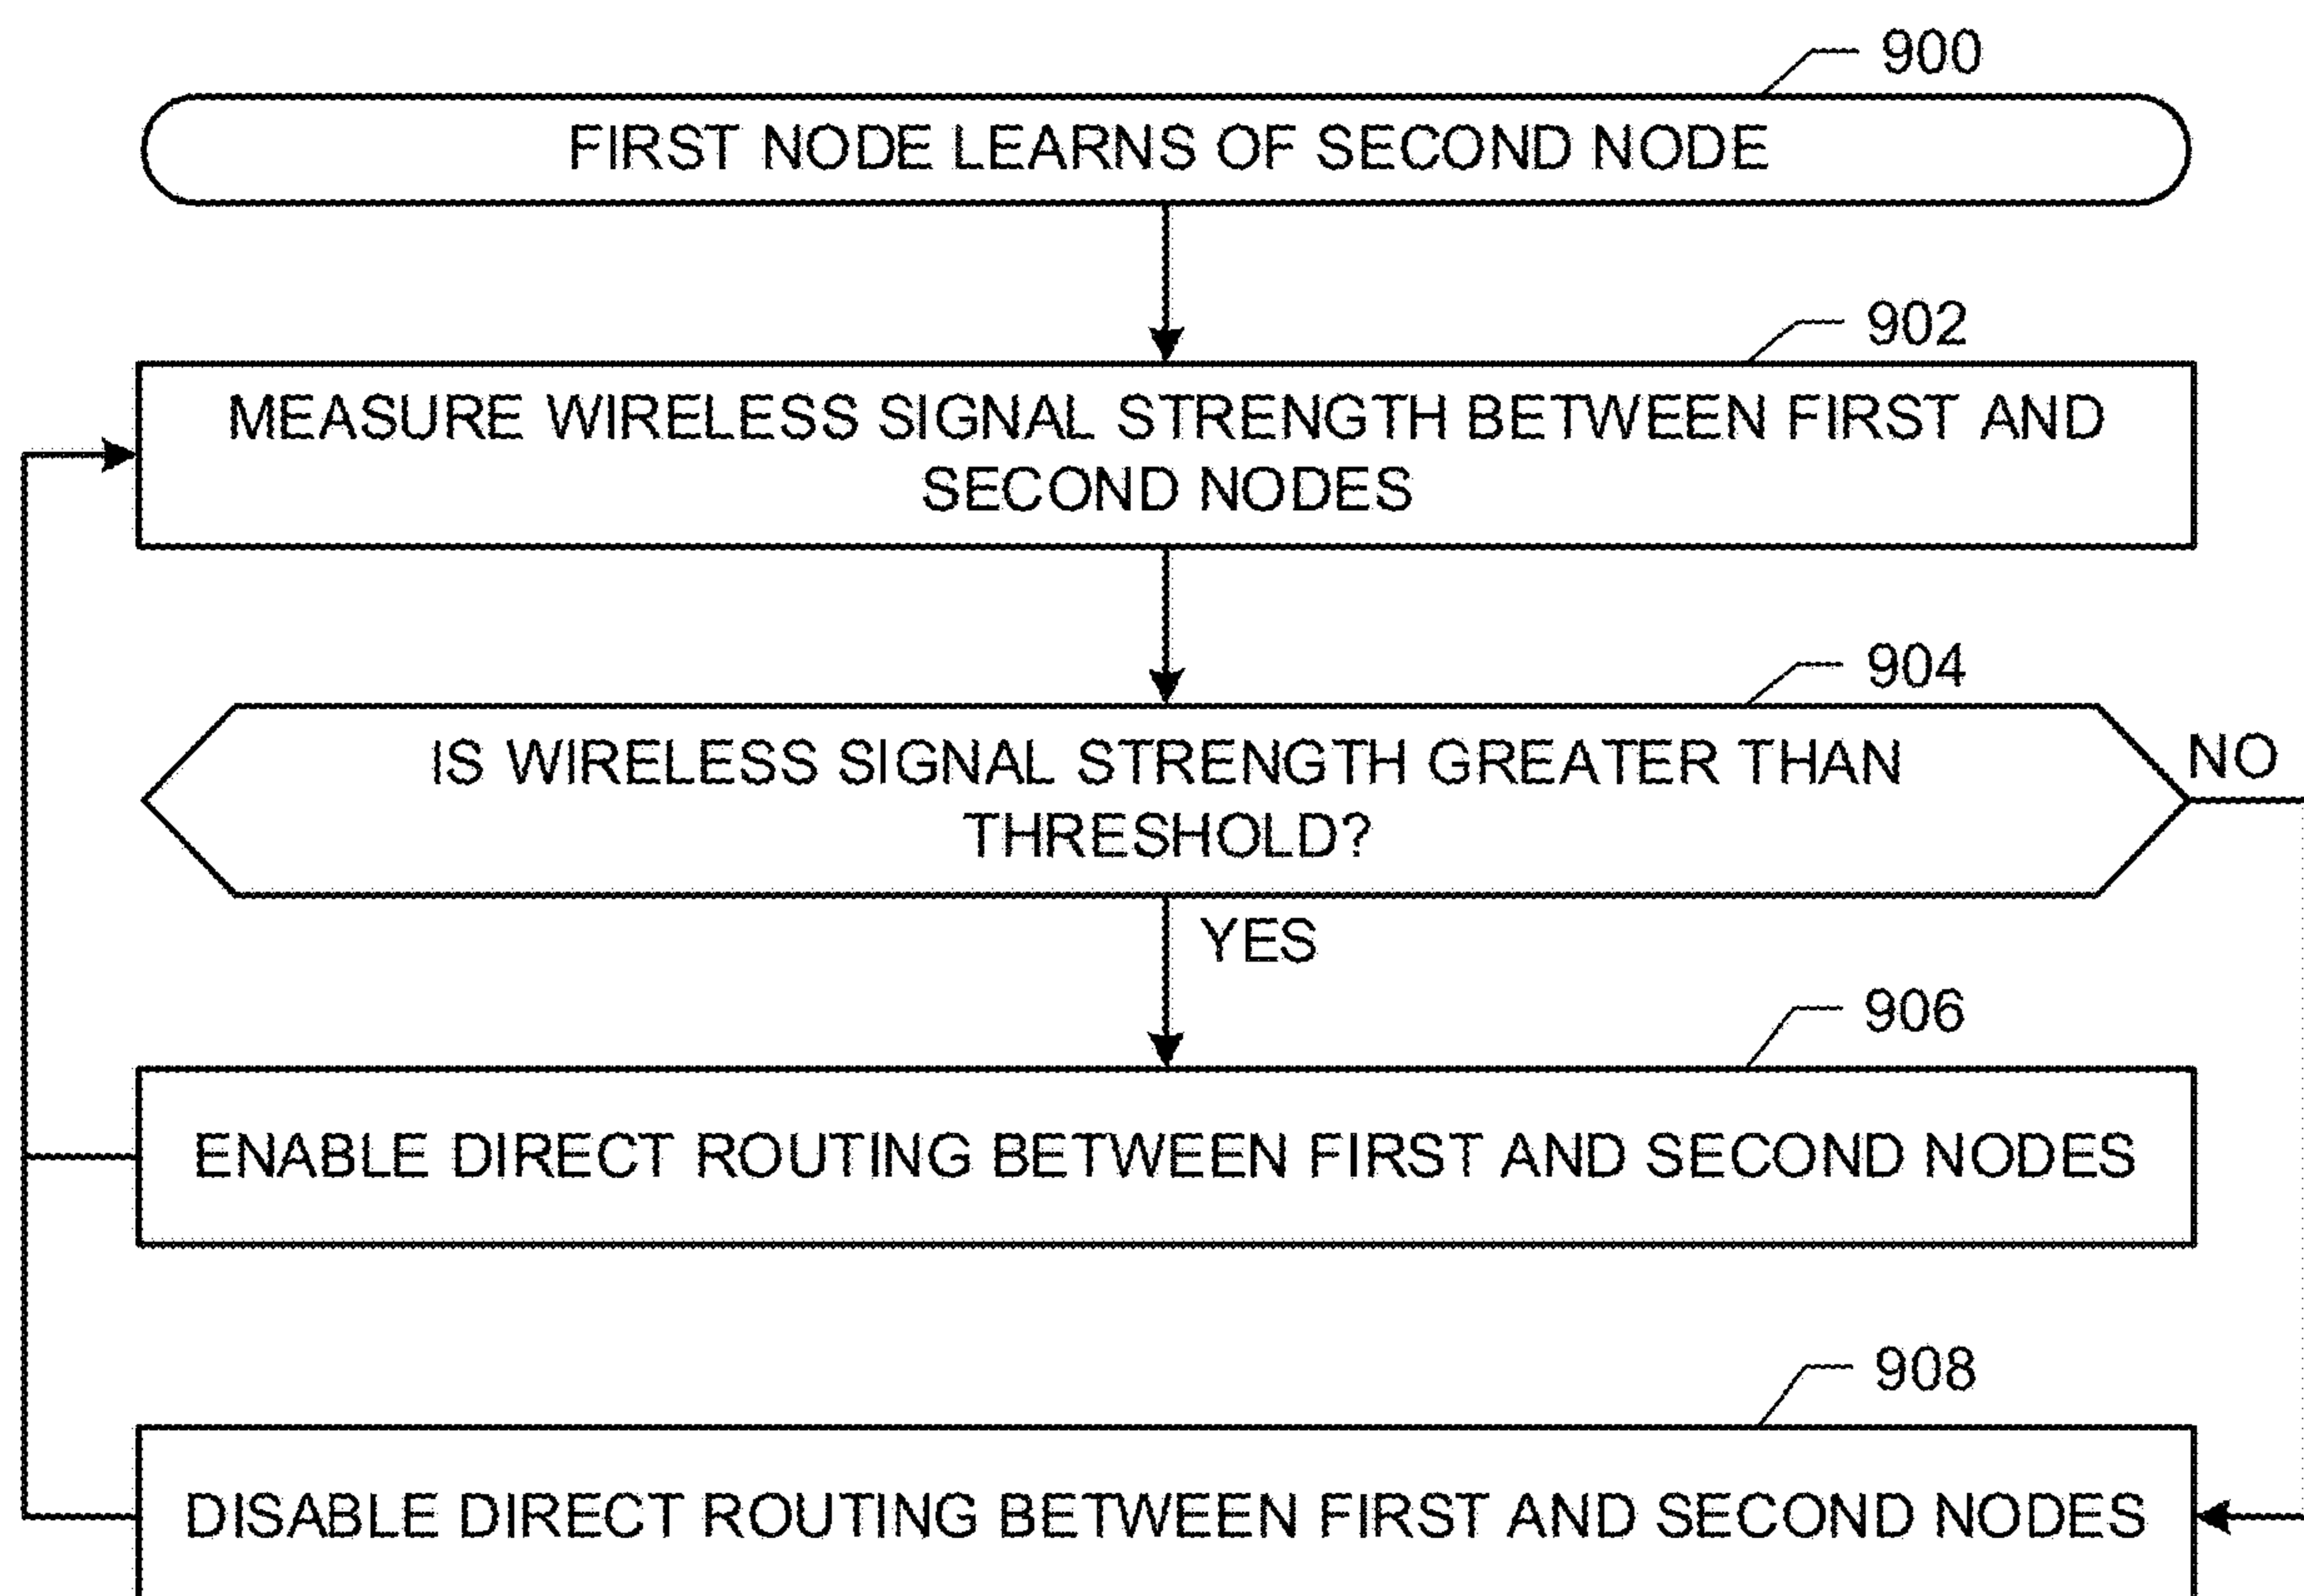 900
FIRST NODE LEARNS OF SECOND NODE
902
MEASURE WIRELESS SIGNAL STRENGTH BETWEEN FIRST AND
SECOND NODES
904
IS WIRELESS SIGNAL STRENGTH GREATER THAN
THRESHOLD?
NO
YES
906
ENABLE DIRECT ROUTING BETWEEN FIRST AND SECOND NODES
908
DISABLE DIRECT ROUTING BETWEEN FIRST AND SECOND NODES